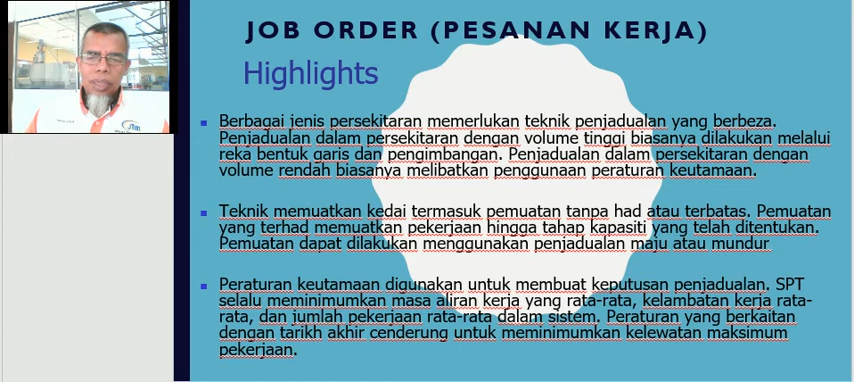 JOB ORDER (PESANAN KERJA)
Highlights
Berbagai jenis persekitaran memerlukan teknik penjadualan yang berbeza.
Penjadualan dalam persekitaran dengan volume tinggi biasanya dilakukan melalui
reka bentuk garis dan pengimbangan. Penjadualan dalam persekitaran dengan
volume rendah biasanya melibatkan penggunaan peraturan keutamaan.
Teknik memuatkan kedai termasuk pemuatan tanpa had atau terbatas. Pemuatan
yang terhad memuatkan pekerjaan hingga tahap kapasiti yang telah ditentukan.
Pemuatan dapat dilakukan menggunakan penjadualan maju atau mundur
Peraturan keutamaan digunakan untuk membuat keputusan penjadualan. SPT
selalu meminimumkan masa aliran kerja yang rata-rata, kelambatan kerja rata-
rata, dan jumlah pekerjaan rata-rata dalam sistem. Peraturan yang berkaitan
dengan tarikh akhir cenderung untuk meminimumkan kelewatan maksimum
pekerjaan.